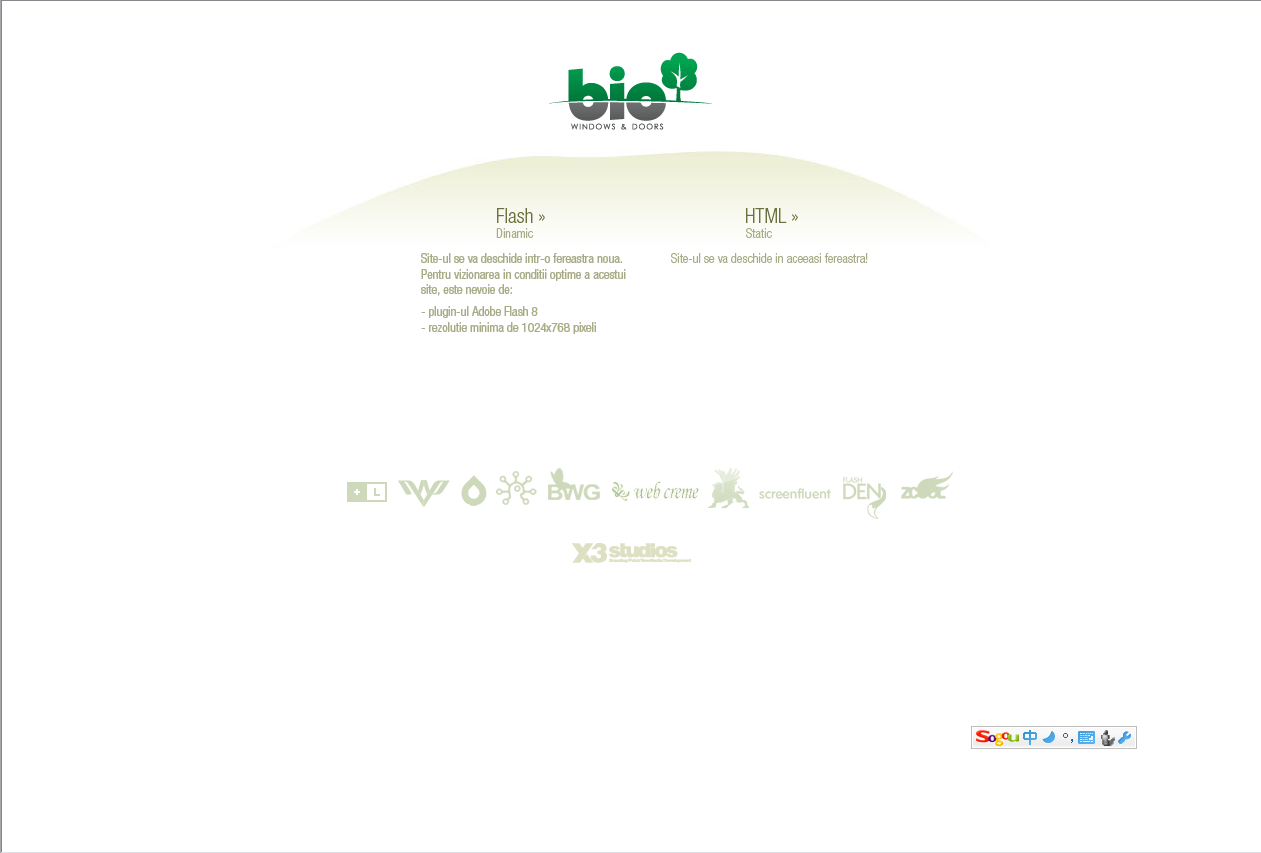 bio
WINDOWS & DOORS
Flash »
Dinamic
Site-ul se va deschide intr-o fereastra noua.
Pentru vizionarea in conditii optime a acestui
site, este nevoie de:
- plugin-ul Adobe Flash 8
- rezolutie minima de 1024x768 pixeli
HTML »
Static
Site-ul se va deschide in aceeasi fereastra!
+ L
BWG
web creme
screenfluent
FLASH
DEN
X3 studios
Sogou 中